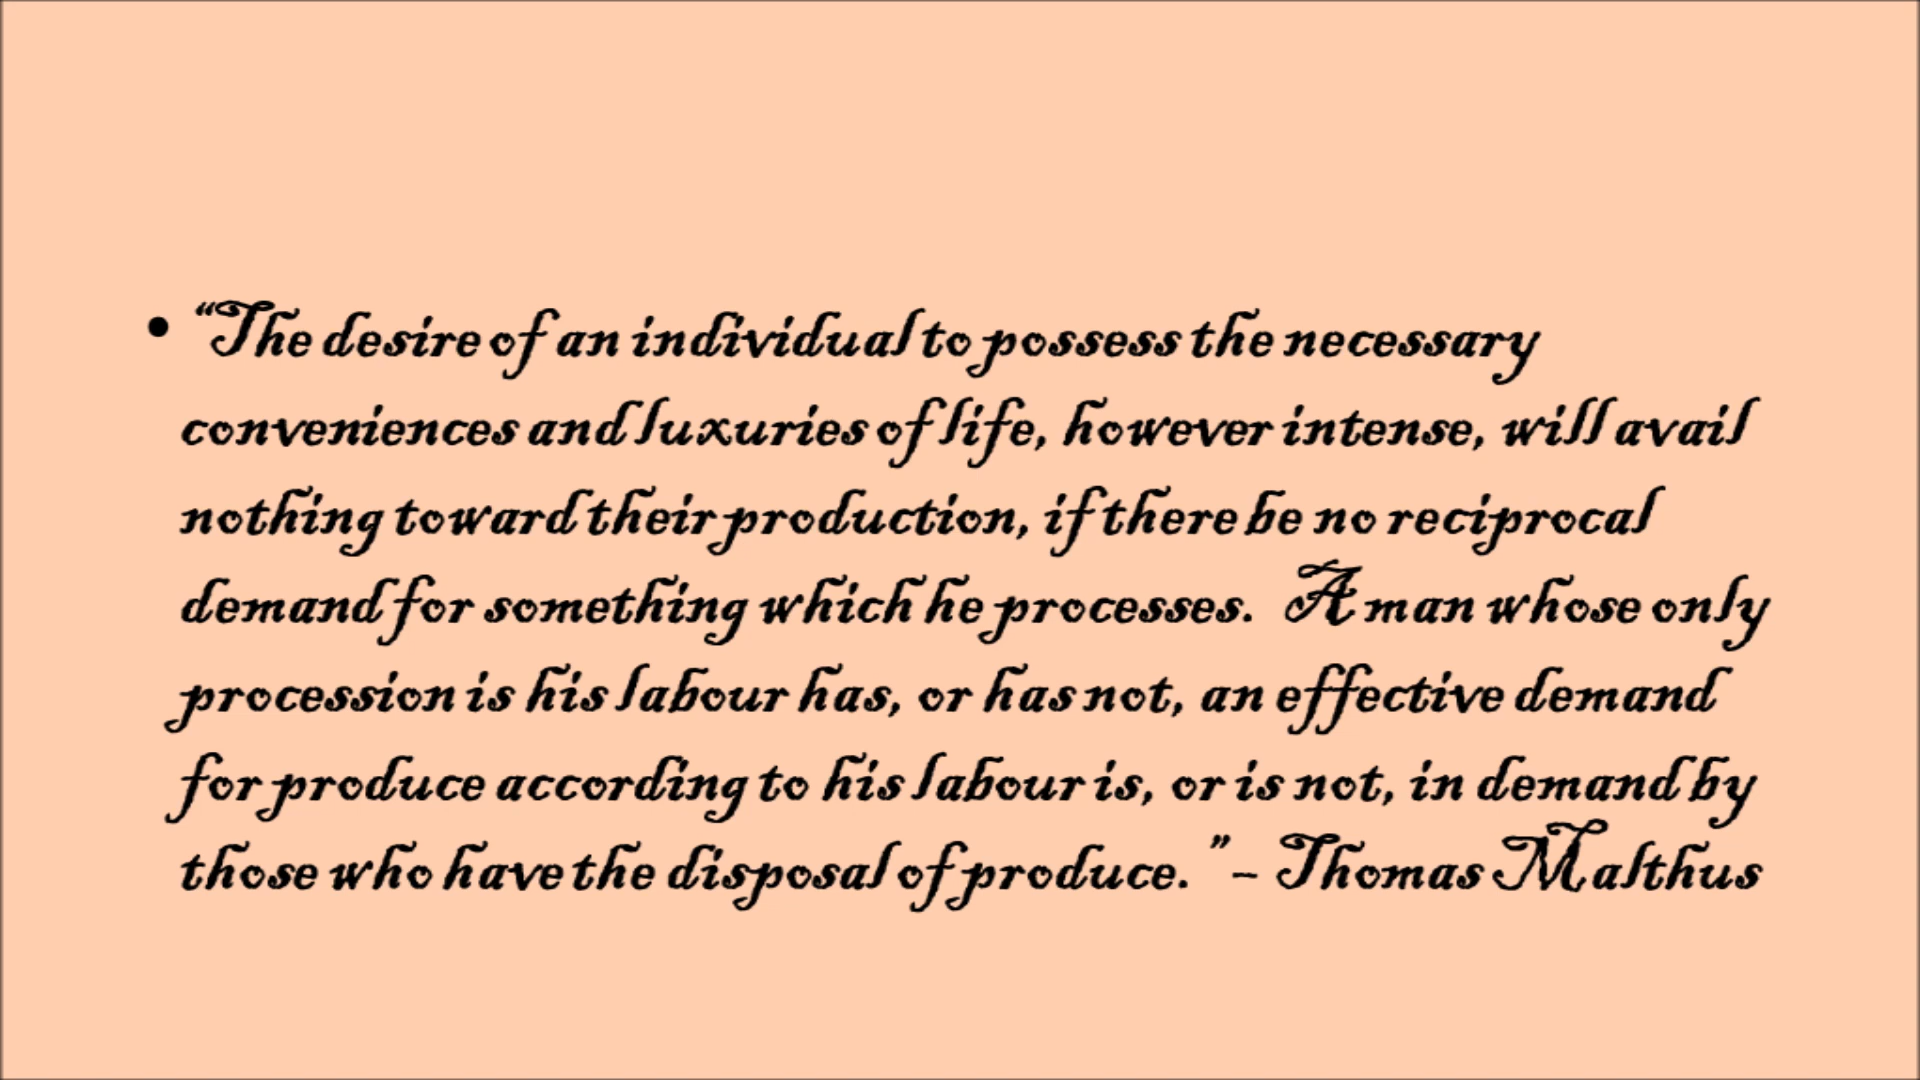 • “The desire of an individual to possess the necessary
conveniences and luxuries of life, however intense, will avail
nothing toward their production, if there be no reciprocal
demand for something which he processes.  A man whose only
procession is his labour has, or has not, an effective demand
for produce according to his labour is, or is not, in demand by
those who have the disposal of produce. ” – Thomas Malthus